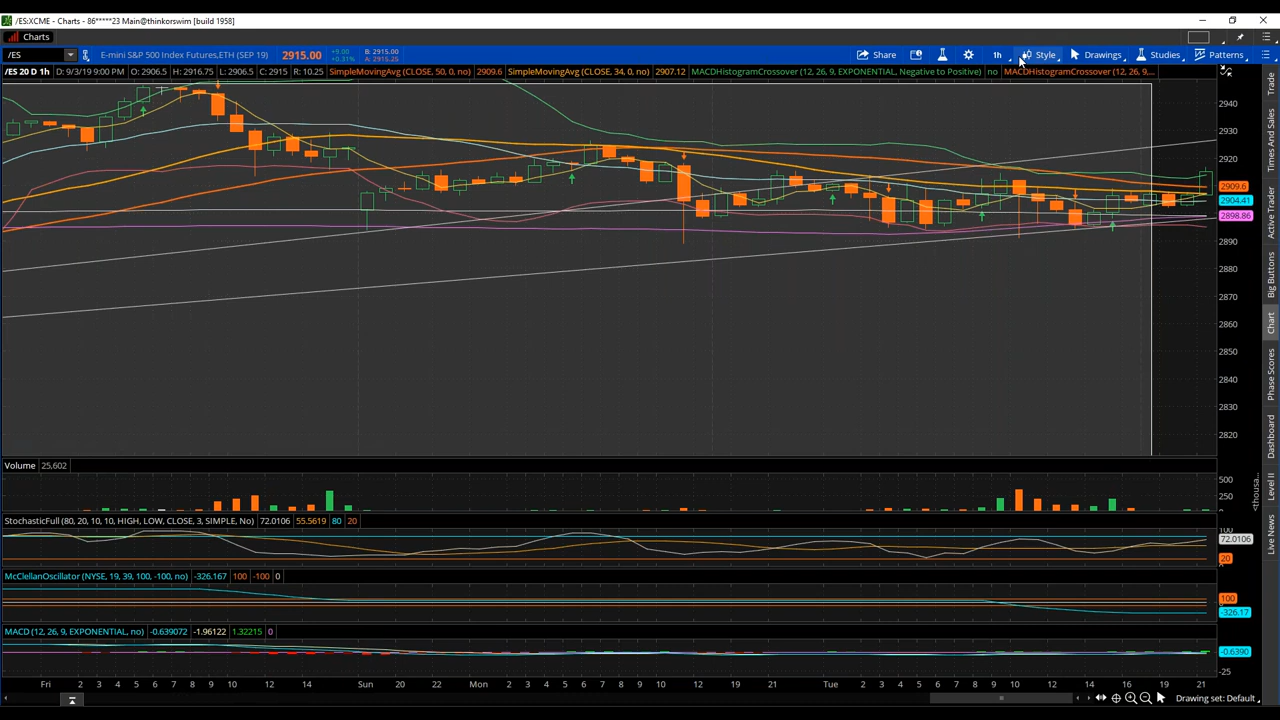 /ES:XCME - Charts - 86*****23 Main@thinkorswim [build 1958]
Charts
/ES E-mini S&P 500 Index Futures,ETH (SEP 19) 2915.00 +9.00 +0.31% B: 2915.00 A: 2915.25 Share 1h Style Drawings Studies Patterns
/ES 20 D 1h D: 9/3/19 9:00 PM O: 2906.5 H: 2916.75 L: 2906.5 C: 2915 R: 10.25 SimpleMovingAvg (CLOSE, 50, 0, no) 2909.6 SimpleMovingAvg (CLOSE, 34, 0, no) 2907.12 MACDHistogramCrossover (12, 26, 9, EXPONENTIAL, Negative to Positive) no MACDHistogramCrossover (12, 26, 9,...
2940
2930
2920
2909.6
2904.41
2898.86
2890
2880
2870
2860
2850
2840
2830
2820
Volume 25,602
500
250
<thousa...
StochasticFull (80, 20, 10, 10, HIGH, LOW, CLOSE, 3, SIMPLE, No) 72.0106 55.5619 80 20
100
72.0106
20
McClellanOscillator (NYSE, 19, 39, 100, -100, no) -326.167 100 -100 0
100
-326.17
MACD (12, 26, 9, EXPONENTIAL, no) -0.639072 -1.96122 1.32215 0
-0.6390
-25
Fri 2 3 4 5 6 7 8 9 10 12 14 Sun 20 22 Mon 2 3 4 5 6 7 8 9 10 12 19 21 Tue 2 3 4 5 6 7 8 9 10 12 14 16 19 21
Drawing set: Default
Trade
Times And Sales
Active Trader
Big Buttons
Chart
Phase Scores
Dashboard
Level II
Live News